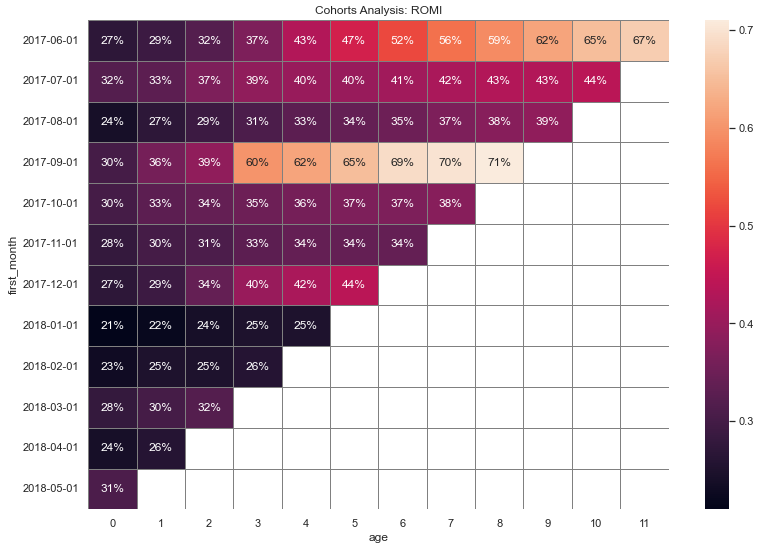 Cohorts Analysis: ROMI
first_month
2017-06-01 27% 29% 32% 37% 43% 47% 52% 56% 59% 62% 65% 67%
2017-07-01 32% 33% 37% 39% 40% 40% 41% 42% 43% 43% 44%
2017-08-01 24% 27% 29% 31% 33% 34% 35% 37% 38% 39%
2017-09-01 30% 36% 39% 60% 62% 65% 69% 70% 71%
2017-10-01 30% 33% 34% 35% 36% 37% 37% 38%
2017-11-01 28% 30% 31% 33% 34% 34% 34%
2017-12-01 27% 29% 34% 40% 42% 44%
2018-01-01 21% 22% 24% 25% 25%
2018-02-01 23% 25% 25% 26%
2018-03-01 28% 30% 32%
2018-04-01 24% 26%
2018-05-01 31%
0 1 2 3 4 5 6 7 8 9 10 11
age
0.7
0.6
0.5
0.4
0.3